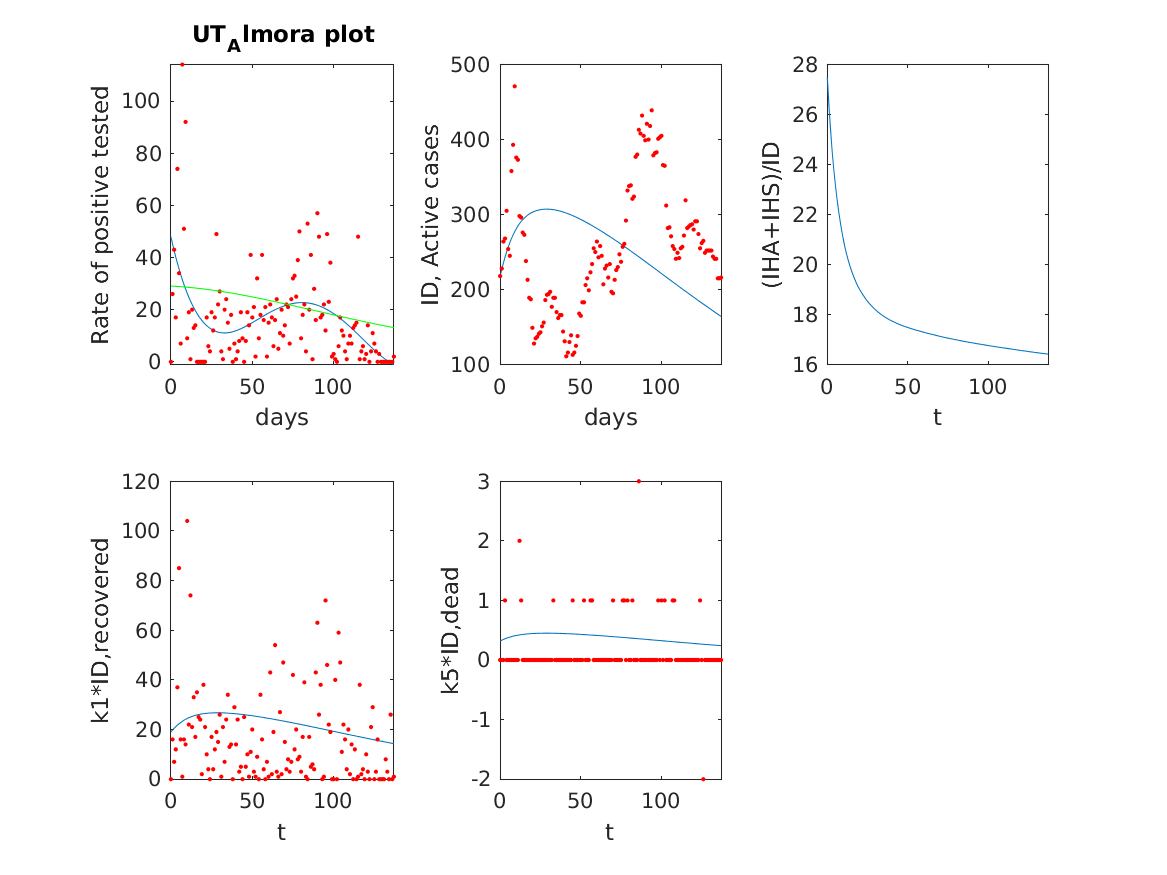 UT_Almora plot
Rate of positive tested
100
80
60
40
20
0
0 50 100
days
ID, Active cases
500
400
300
200
100
0 50 100
days
(IHA+IHS)/ID
28
26
24
22
20
18
16
0 50 100
t
k1*ID,recovered
120
100
80
60
40
20
0
0 50 100
t
k5*ID,dead
3
2
1
0
-1
-2
0 50 100
t